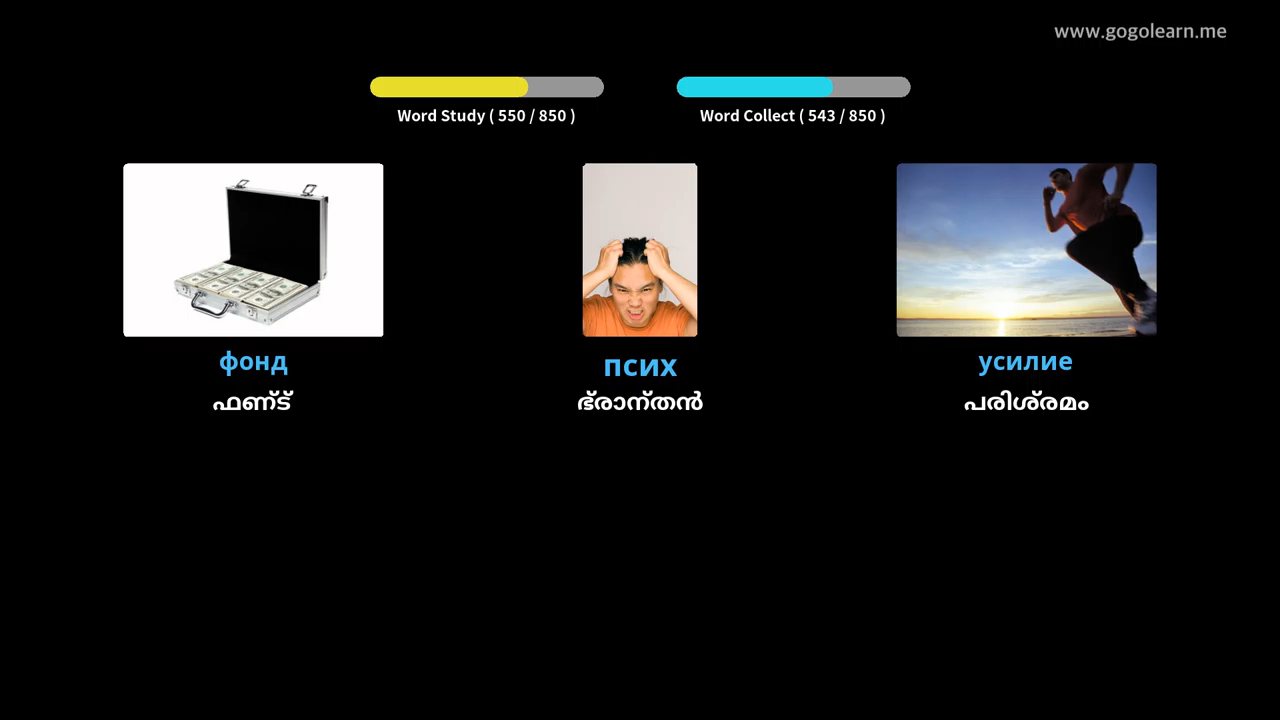 www.gogolearn.me
Word Study ( 550 / 850 )
Word Collect ( 543 / 850 )
фонд
псих
усилие
ഫണ്ട്
ഭ്രാന്തൻ
പരിശ്രമം